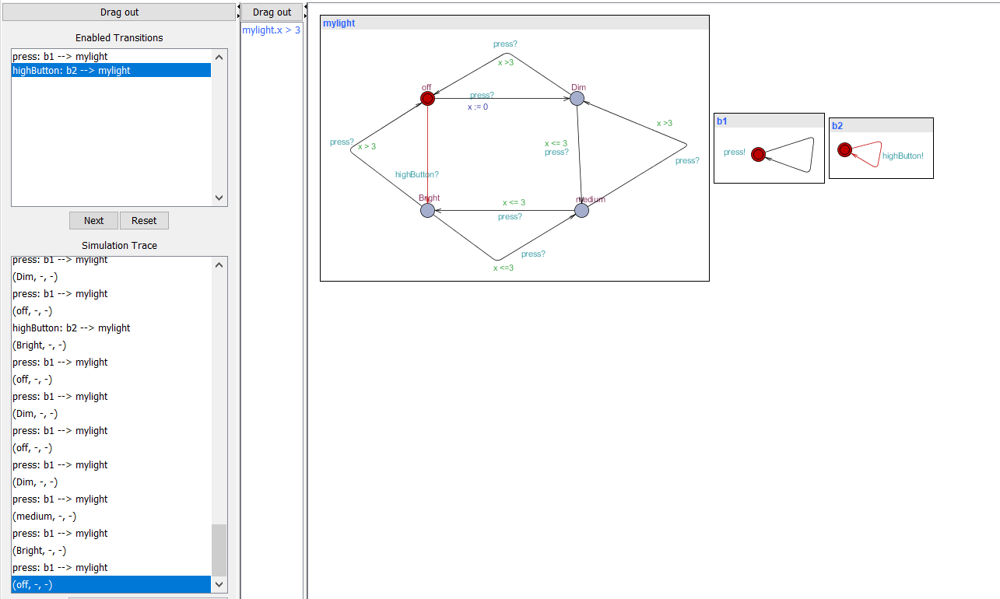 Drag out
Enabled Transitions
press: b1 --> mylight
highButton: b2 --> mylight
Next
Reset
Simulation Trace
press: b1 --> mylight
(Dim, -, -)
press: b1 --> mylight
(off, -, -)
highButton: b2 --> mylight
(Bright, -, -)
press: b1 --> mylight
(off, -, -)
press: b1 --> mylight
(Dim, -, -)
press: b1 --> mylight
(off, -, -)
press: b1 --> mylight
(Dim, -, -)
press: b1 --> mylight
(medium, -, -)
press: b1 --> mylight
(Bright, -, -)
press: b1 --> mylight
(off, -, -)
Drag out
mylight.x > 3
mylight
press?
x >3
off
Dim
press?
x := 0
x >3
press?
x > 3
x <= 3
press?
press?
highButton?
Bright
x <= 3
medium
press?
press?
x <=3
b1
press!
b2
highButton!